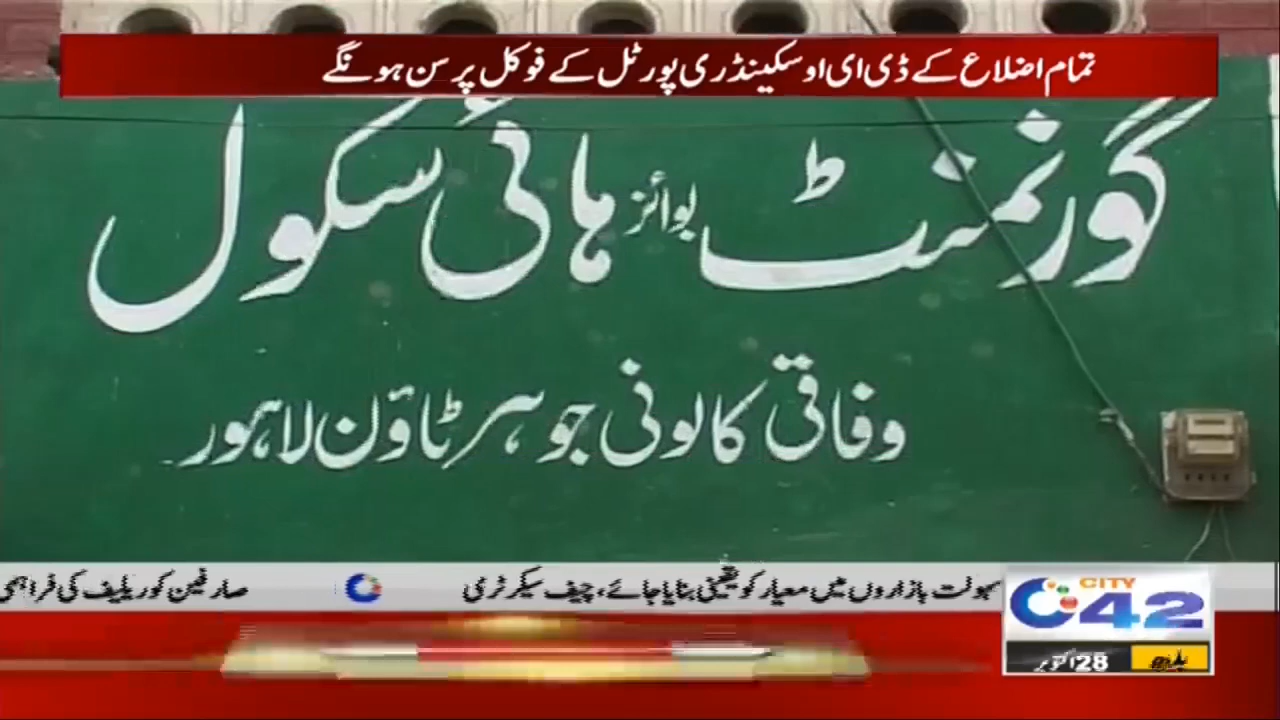 تمام اضلاع کے ڈی ای او سکینڈری پورٹل کے فوکل پرسن ہونگے
گورنمنٹ بوائز ہائی سکول
وفاقی کالونی جوہر ٹاؤن لاہور
سہولت بازاروں میں معیار کو یقینی بنایا جائے، چیف سیکرٹری
صارفین کو ریلیف کی فراہمی
CITY
42
28 اکتوبر